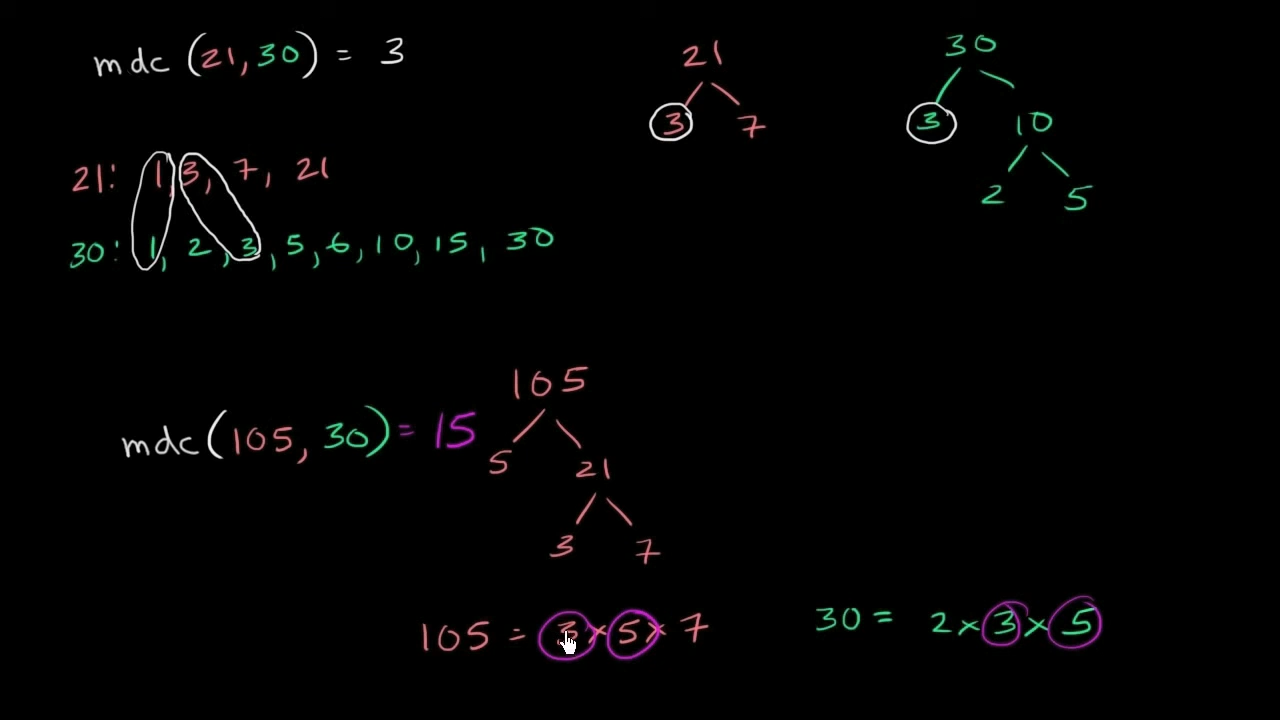 mdc (21, 30) = 3
21: 1, 3, 7, 21
30: 1, 2, 3, 5, 6, 10, 15, 30
21
3 7
30
3 10
2 5
mdc(105, 30) = 15
105
5 21
3 7
105 = 3 × 5 × 7
30 = 2 × 3 × 5